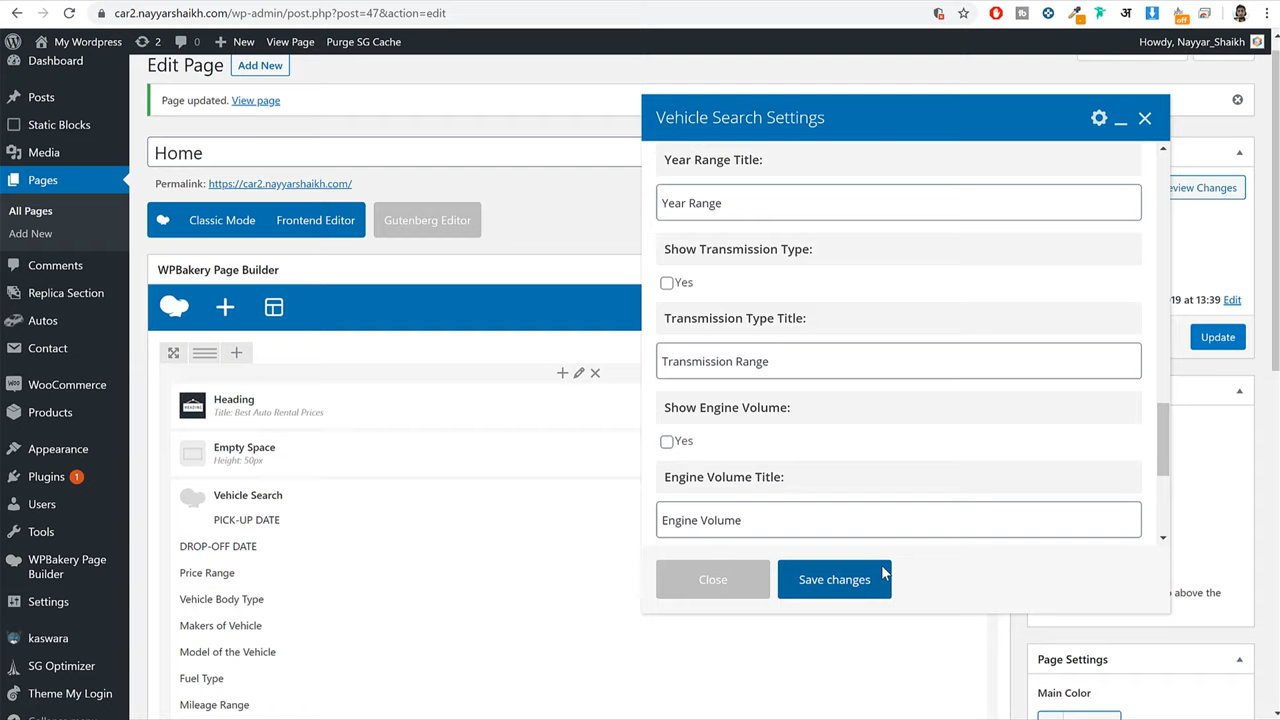 car2.nayyarshaikh.com/wp-admin/post.php?post=47&action=edit
अ
off
My Wordpress
2
0
New
View Page
Purge SG Cache
Howdy, Nayyar_Shaikh
Dashboard
Posts
Static Blocks
Media
Pages
All Pages
Add New
Comments
Replica Section
Autos
Contact
WooCommerce
Products
Appearance
Plugins 1
Users
Tools
WPBakery Page
Builder
Settings
kaswara
SG Optimizer
Theme My Login
Edit Page
Add New
Page updated. View page
Home
Permalink: https://car2.nayyarshaikh.com/
Classic Mode
Frontend Editor
Gutenberg Editor
WPBakery Page Builder
Heading
Title: Best Auto Rental Prices
Empty Space
Height: 50px
Vehicle Search
PICK-UP DATE
DROP-OFF DATE
Price Range
Vehicle Body Type
Makers of Vehicle
Model of the Vehicle
Fuel Type
Mileage Range
Vehicle Search Settings
Year Range Title:
Year Range
Show Transmission Type:
Yes
Transmission Type Title:
Transmission Range
Show Engine Volume:
Yes
Engine Volume Title:
Engine Volume
Close
Save changes
eview Changes
19 at 13:39 Edit
Update
above the
Page Settings
Main Color